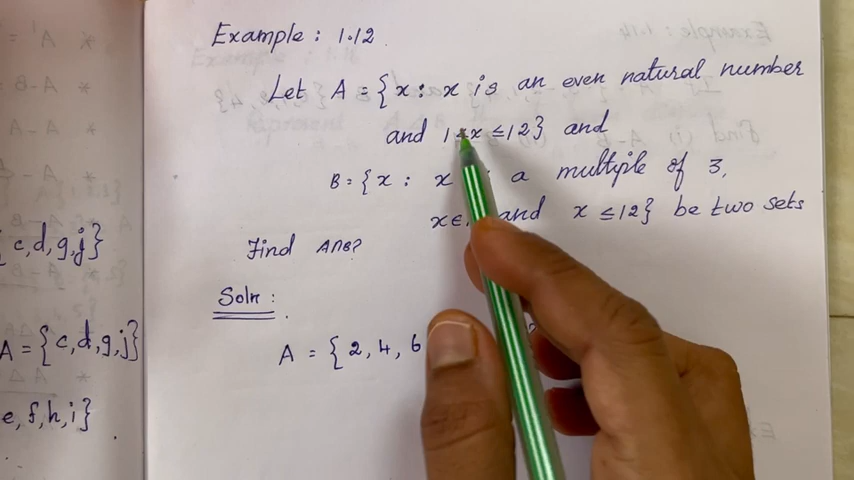 Example: 1.12
Let A = {x: x is an even natural number
and 1<x ≤12} and
B = {x: x a multiple of 3,
x∈ and x ≤12} be two sets
Find A∩B?
Soln:
A = {2, 4, 6
c, d, g, j}
A = {c, d, g, j}
e, f, h, i}